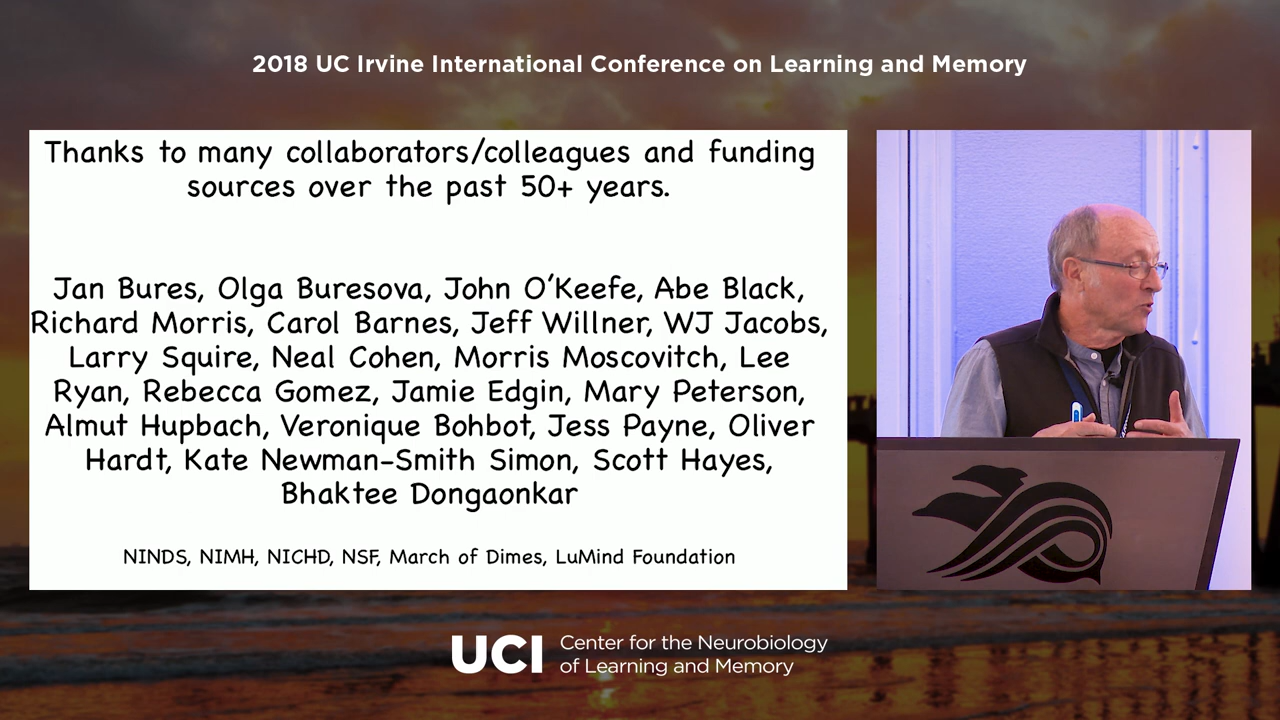 2018 UC Irvine International Conference on Learning and Memory
Thanks to many collaborators/colleagues and funding
sources over the past 50+ years.
Jan Bures, Olga Buresova, John O'Keefe, Abe Black,
Richard Morris, Carol Barnes, Jeff Willner, WJ Jacobs,
Larry Squire, Neal Cohen, Morris Moscovitch, Lee
Ryan, Rebecca Gomez, Jamie Edgin, Mary Peterson,
Almut Hupbach, Veronique Bohbot, Jess Payne, Oliver
Hardt, Kate Newman-Smith Simon, Scott Hayes,
Bhaktee Dongaonkar
NINDS, NIMH, NICHD, NSF, March of Dimes, LuMind Foundation
UCI Center for the Neurobiology
of Learning and Memory